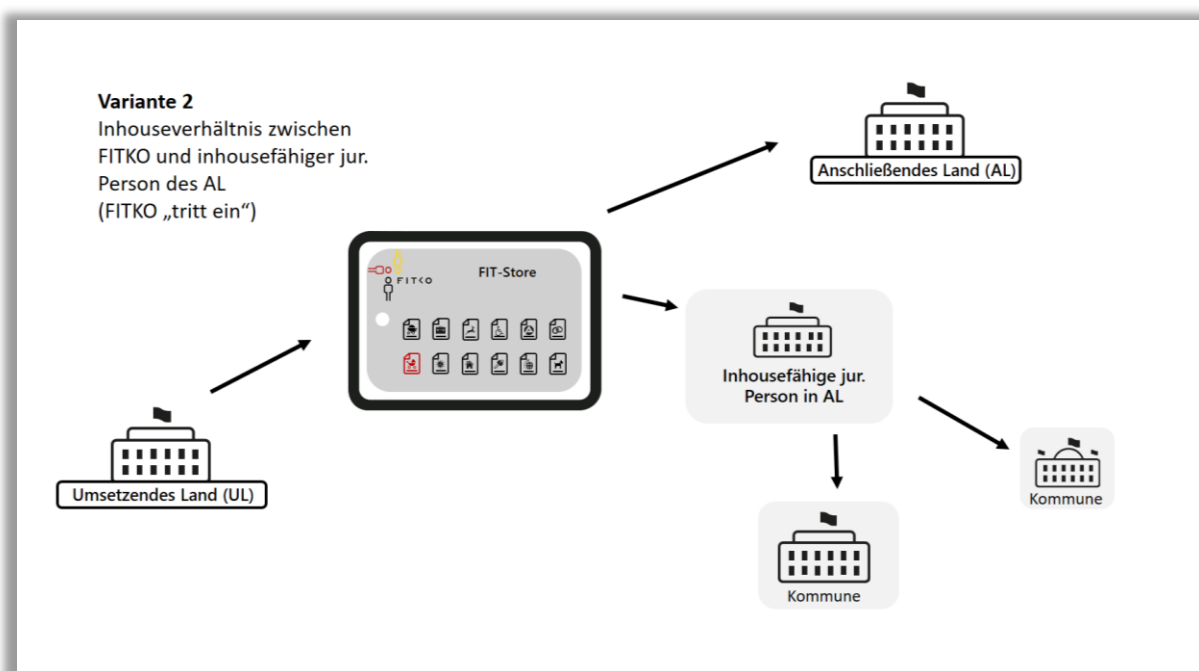 Variante 2
Inhouseverhältnis zwischen
FITKO und inhousefähiger jur.
Person des AL
(FITKO „tritt ein“)
Anschließendes Land (AL)
FITKO
FIT-Store
Inhousefähige jur.
Person in AL
Umsetzendes Land (UL)
Kommune
Kommune